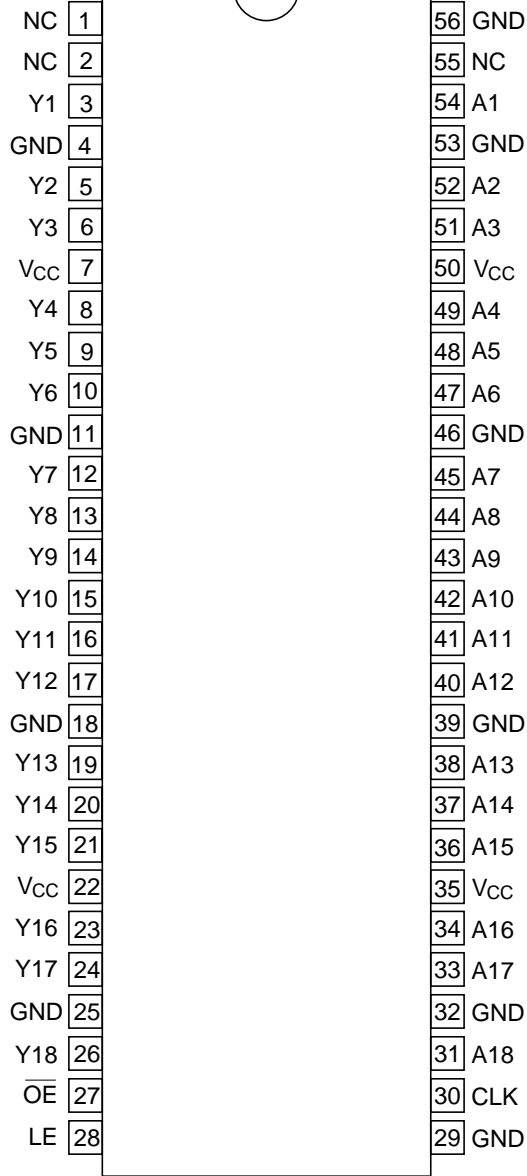 NC 1 56 GND
NC 2 55 NC
Y1 3 54 A1
GND 4 53 GND
Y2 5 52 A2
Y3 6 51 A3
VCC 7 50 VCC
Y4 8 49 A4
Y5 9 48 A5
Y6 10 47 A6
GND 11 46 GND
Y7 12 45 A7
Y8 13 44 A8
Y9 14 43 A9
Y10 15 42 A10
Y11 16 41 A11
Y12 17 40 A12
GND 18 39 GND
Y13 19 38 A13
Y14 20 37 A14
Y15 21 36 A15
VCC 22 35 VCC
Y16 23 34 A16
Y17 24 33 A17
GND 25 32 GND
Y18 26 31 A18
O̅E̅ 27 30 CLK
LE 28 29 GND